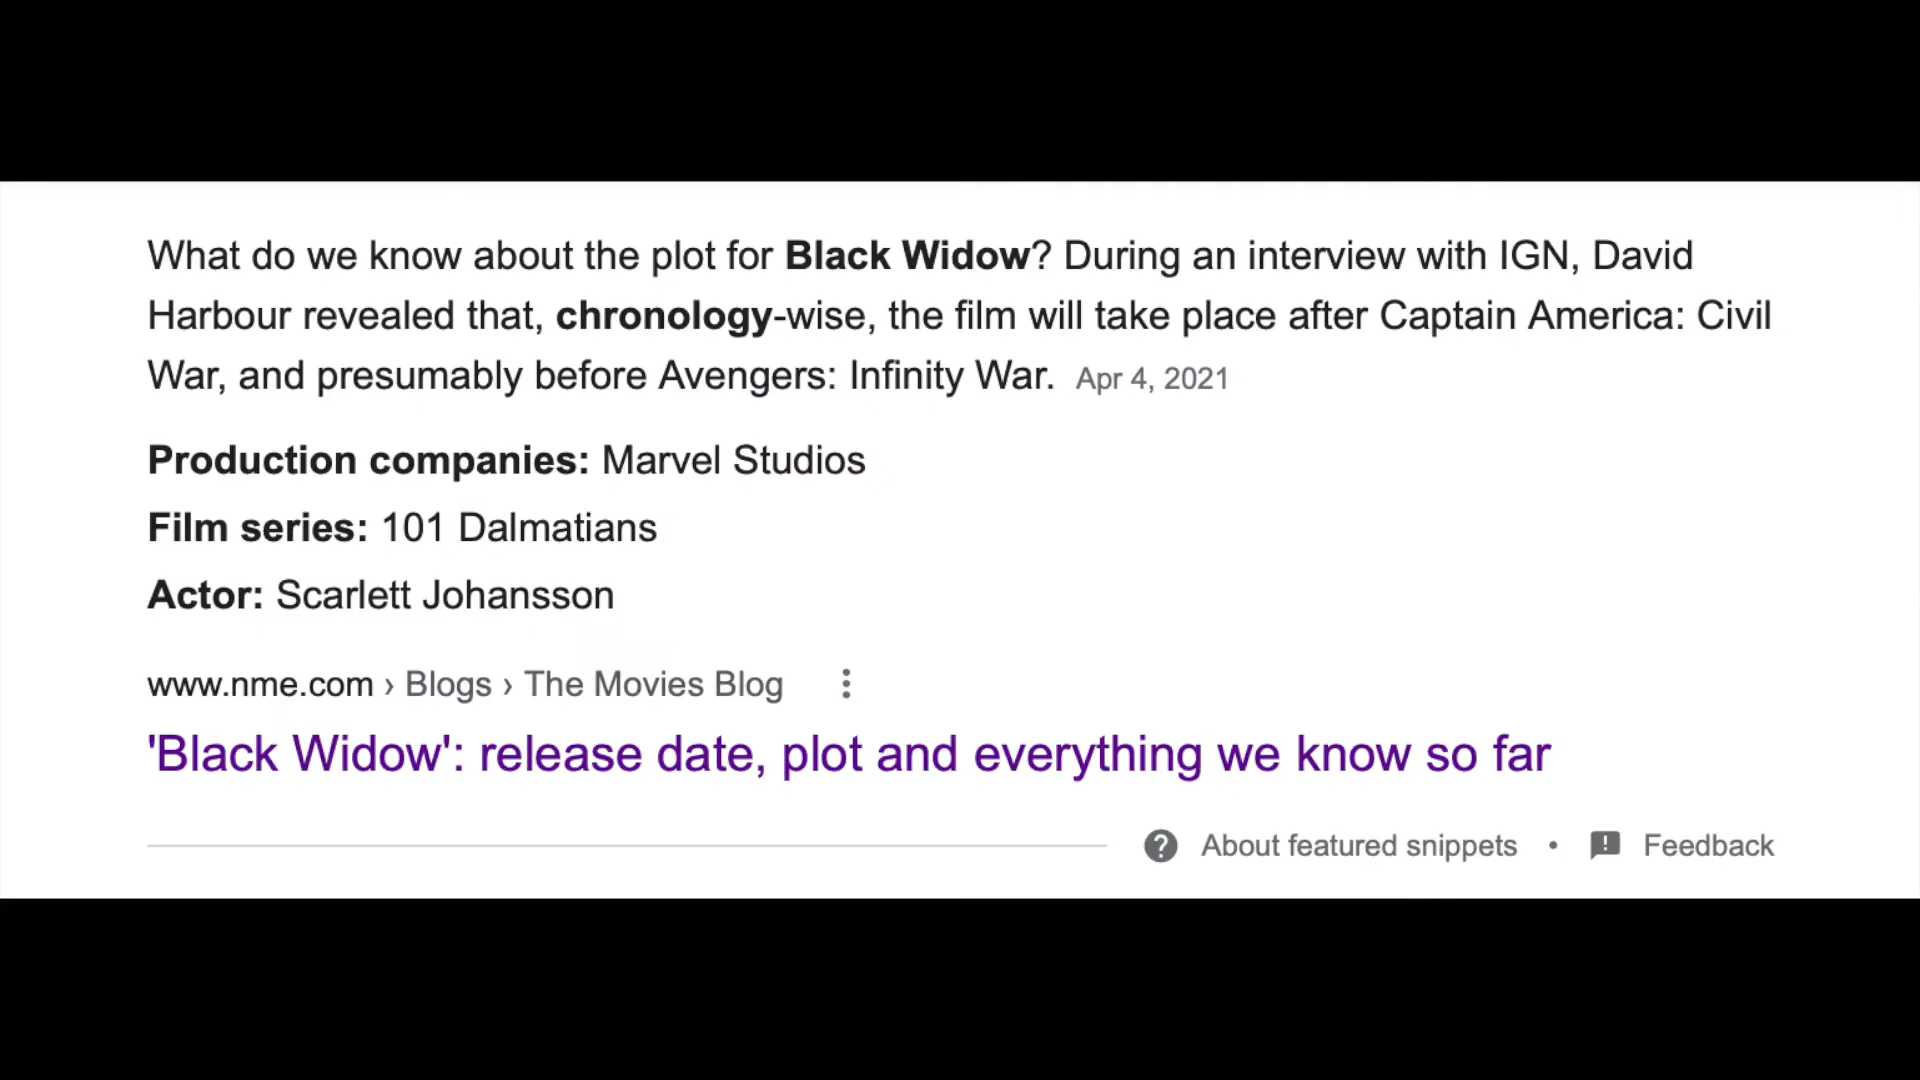 What do we know about the plot for Black Widow? During an interview with IGN, David
Harbour revealed that, chronology-wise, the film will take place after Captain America: Civil
War, and presumably before Avengers: Infinity War. Apr 4, 2021
Production companies: Marvel Studios
Film series: 101 Dalmatians
Actor: Scarlett Johansson
www.nme.com › Blogs › The Movies Blog
'Black Widow': release date, plot and everything we know so far
About featured snippets • Feedback